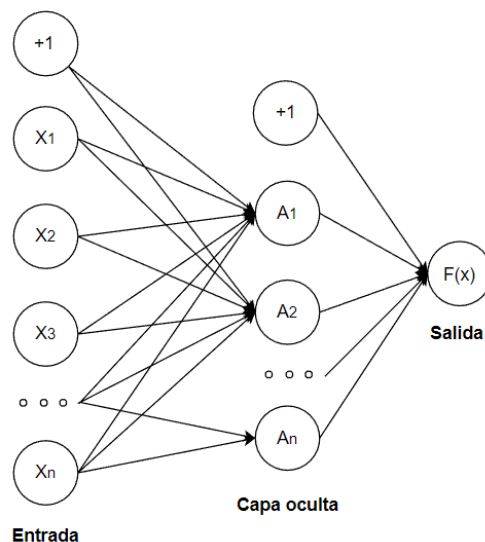 +1
X1
X2
X3
Xn
Entrada
+1
A1
A2
An
Capa oculta
F(x)
Salida